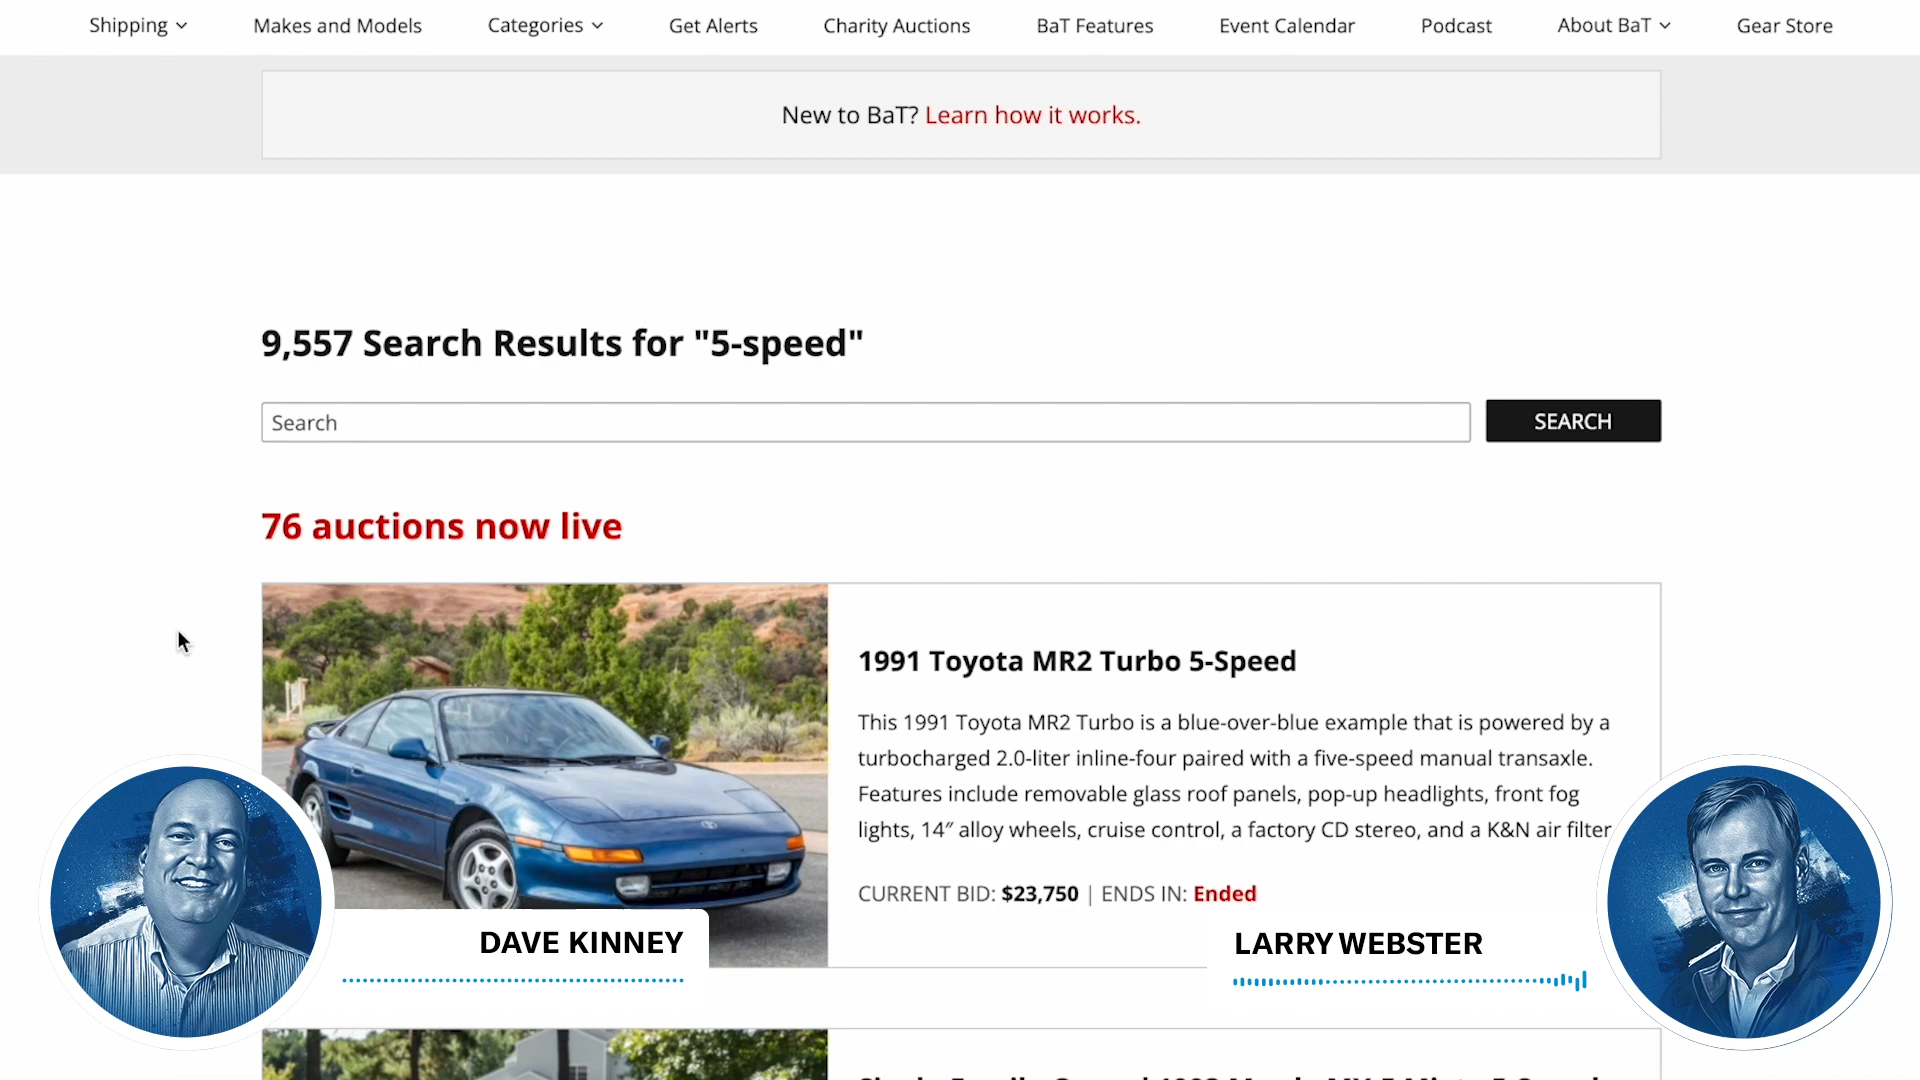 Shipping
Makes and Models
Categories
Get Alerts
Charity Auctions
BaT Features
Event Calendar
Podcast
About BaT
Gear Store
New to BaT? Learn how it works.
9,557 Search Results for "5-speed"
Search
SEARCH
76 auctions now live
1991 Toyota MR2 Turbo 5-Speed
This 1991 Toyota MR2 Turbo is a blue-over-blue example that is powered by a
turbocharged 2.0-liter inline-four paired with a five-speed manual transaxle.
Features include removable glass roof panels, pop-up headlights, front fog
lights, 14″ alloy wheels, cruise control, a factory CD stereo, and a K&N air filter
CURRENT BID: $23,750 | ENDS IN: Ended
DAVE KINNEY
LARRY WEBSTER